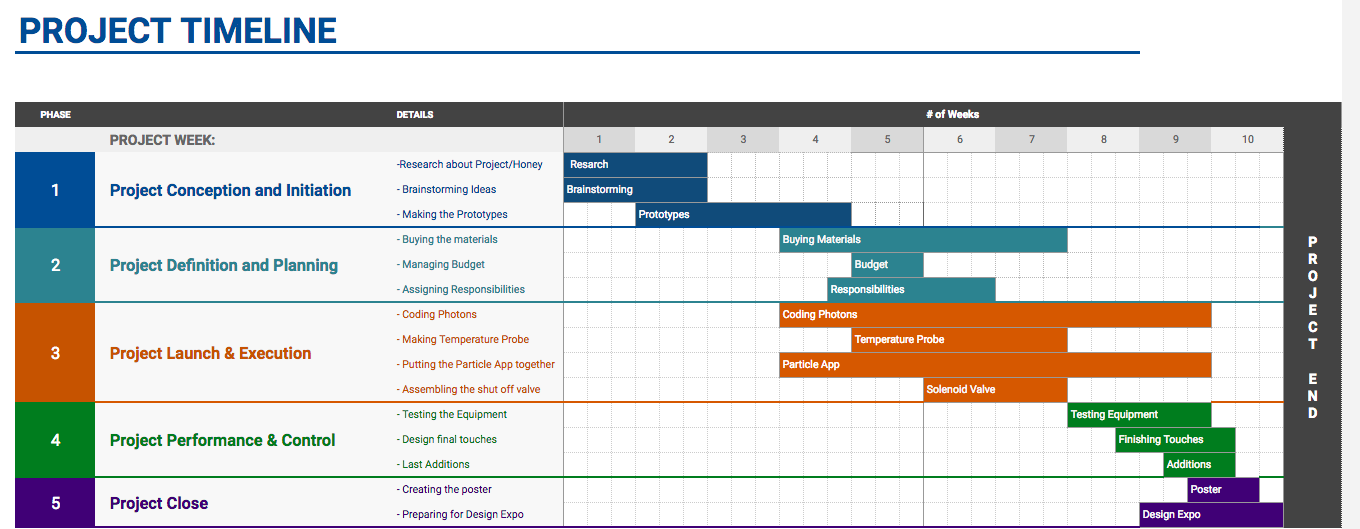 PROJECT TIMELINE
PHASE DETAILS # of Weeks
PROJECT WEEK: 1 2 3 4 5 6 7 8 9 10
1 Project Conception and Initiation
-Research about Project/Honey Resarch
- Brainstorming Ideas Brainstorming
- Making the Prototypes Prototypes
2 Project Definition and Planning
- Buying the materials Buying Materials
- Managing Budget Budget
- Assigning Responsibilities Responsibilities
3 Project Launch & Execution
- Coding Photons Coding Photons
- Making Temperature Probe Temperature Probe
- Putting the Particle App together Particle App
- Assembling the shut off valve Solenoid Valve
4 Project Performance & Control
- Testing the Equipment Testing Equipment
- Design final touches Finishing Touches
- Last Additions Additions
5 Project Close
- Creating the poster Poster
- Preparing for Design Expo Design Expo
PROJECT END